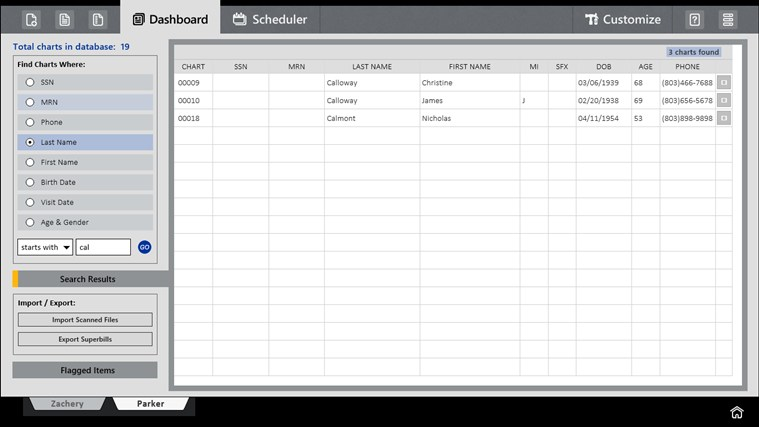 Dashboard
Scheduler
Customize
?
Total charts in database: 19
Find Charts Where:
SSN
MRN
Phone
Last Name
First Name
Birth Date
Visit Date
Age & Gender
starts with
cal
GO
Search Results
Import / Export:
Import Scanned Files
Export Superbills
Flagged Items
3 charts found
CHART SSN MRN LAST NAME FIRST NAME MI SFX DOB AGE PHONE
00009 Calloway Christine 03/06/1939 68 (803)466-7688
00010 Calloway James J 02/20/1938 69 (803)656-5678
00018 Calmont Nicholas 04/11/1954 53 (803)898-9898
Zachery
Parker